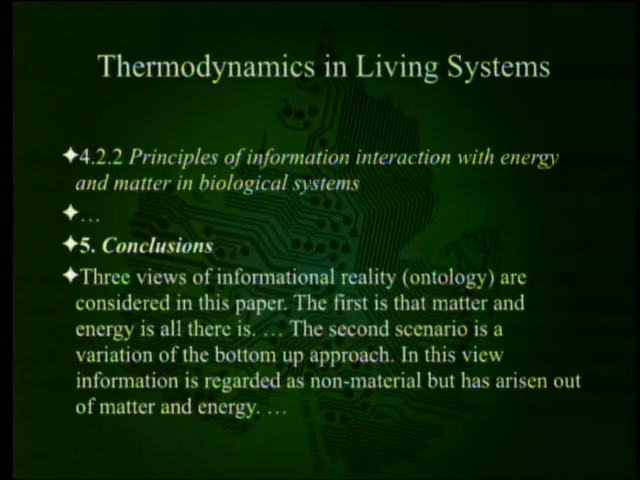 Thermodynamics in Living Systems
✦4.2.2 Principles of information interaction with energy
and matter in biological systems
✦…
✦5. Conclusions
✦Three views of informational reality (ontology) are
considered in this paper. The first is that matter and
energy is all there is. … The second scenario is a
variation of the bottom up approach. In this view
information is regarded as non-material but has arisen out
of matter and energy. …